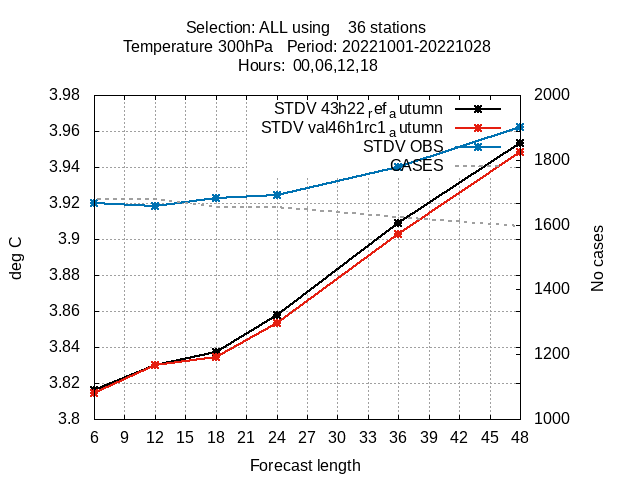 Selection: ALL using 36 stations
Temperature 300hPa Period: 20221001-20221028
Hours: 00,06,12,18
3.98 2000
STDV 43h22ref_autumn
STDV val46h1rc1_autumn
STDV OBS
CASES
3.96
3.94 1800
3.92
1600
3.9
deg C
No cases
3.88
1400
3.86
3.84 1200
3.82
3.8 1000
6 9 12 15 18 21 24 27 30 33 36 39 42 45 48
Forecast length